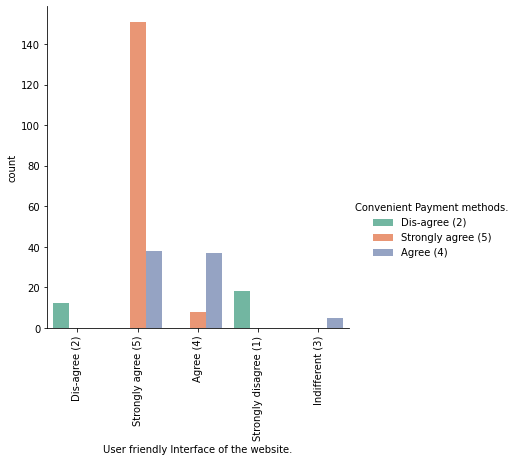 140
120
100
80
60
40
20
0
count
Dis-agree (2)
Strongly agree (5)
Agree (4)
Strongly disagree (1)
Indifferent (3)
User friendly Interface of the website.
Convenient Payment methods.
Dis-agree (2)
Strongly agree (5)
Agree (4)